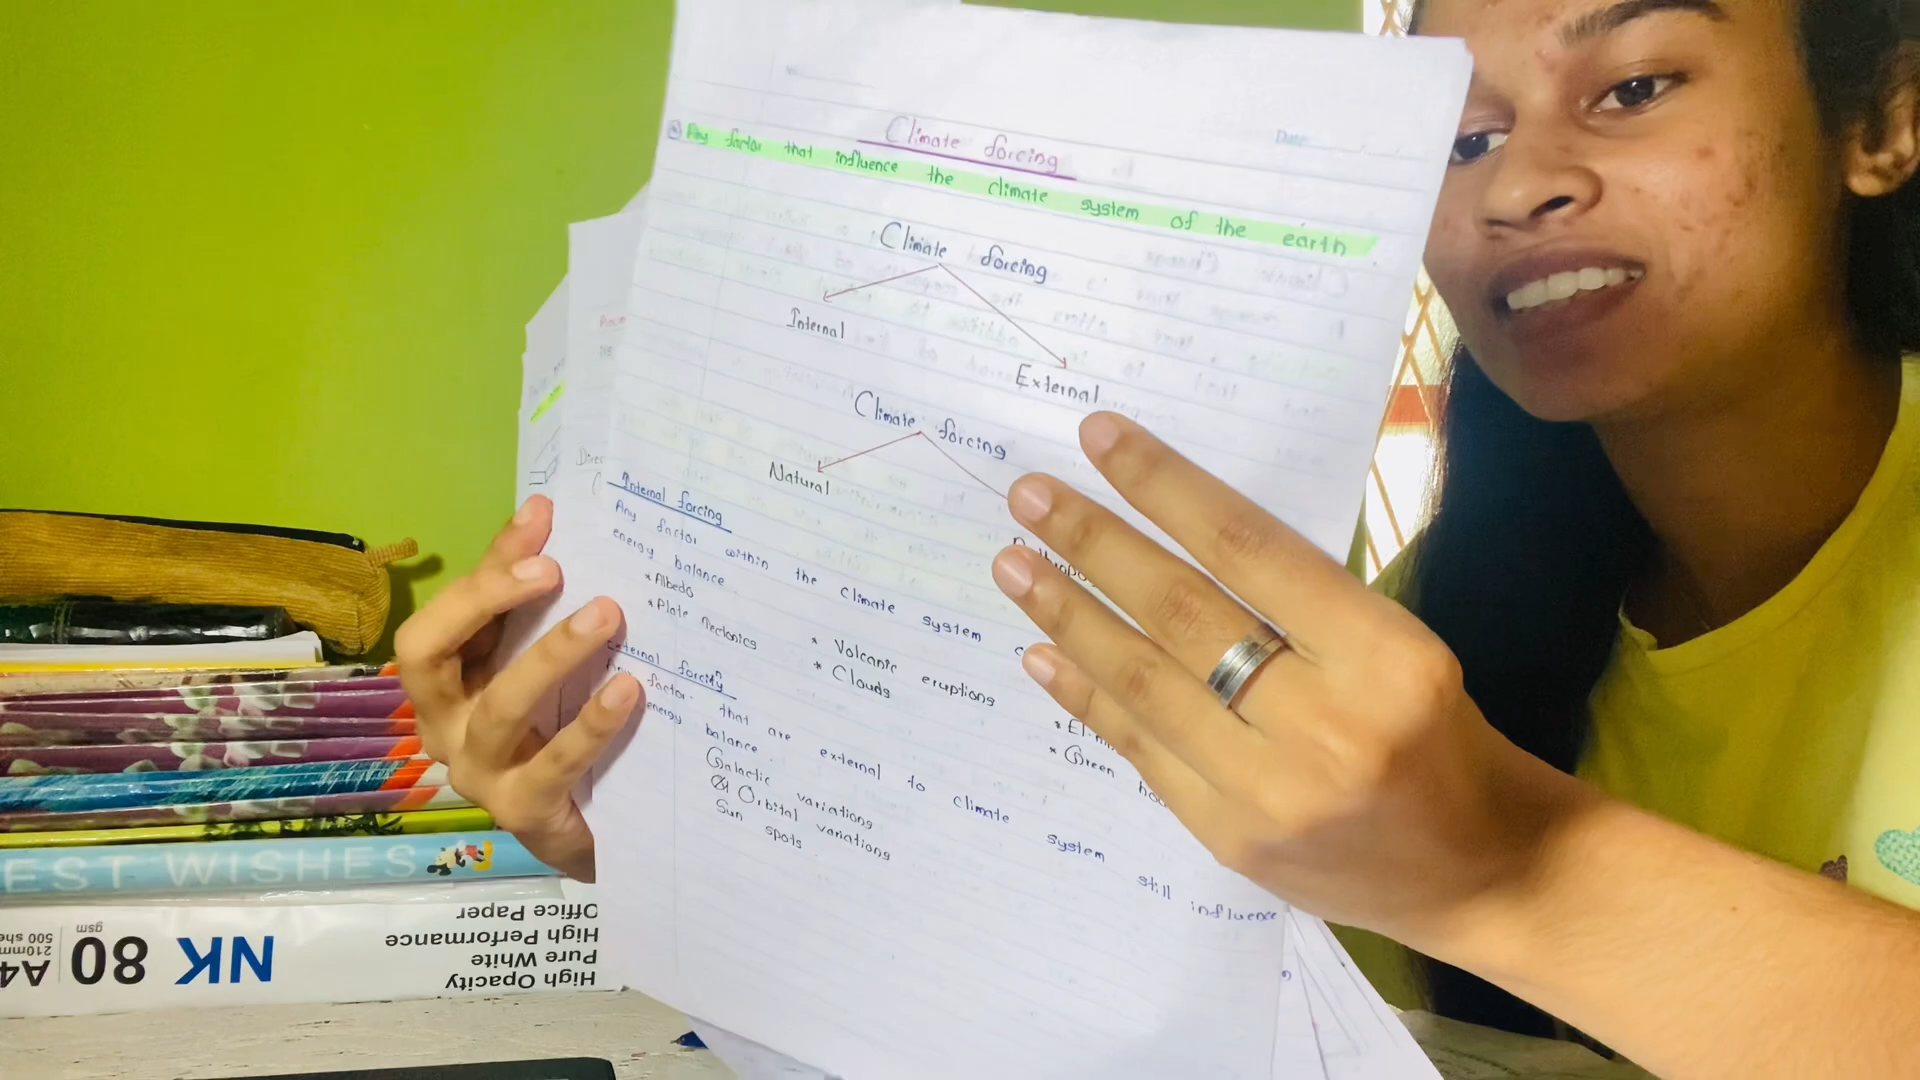 Date
Climate forcing
Any factor that influence the climate system of the earth.
Climate forcing
Internal
External
Climate forcing
Natural
Internal forcing
Any factor within the climate system
energy balance
* Albedo
* Plate tectonics
* Volcanic eruptions
* Clouds
* Green
External forcing
Any factor that are external to climate system still influence
energy balance
Galactic variations
Orbital variations
Sun spots
Direc
EST WISHES
High Opacity
Pure White
High Performance
Office Paper
NK 80 gsm
A4
210mm